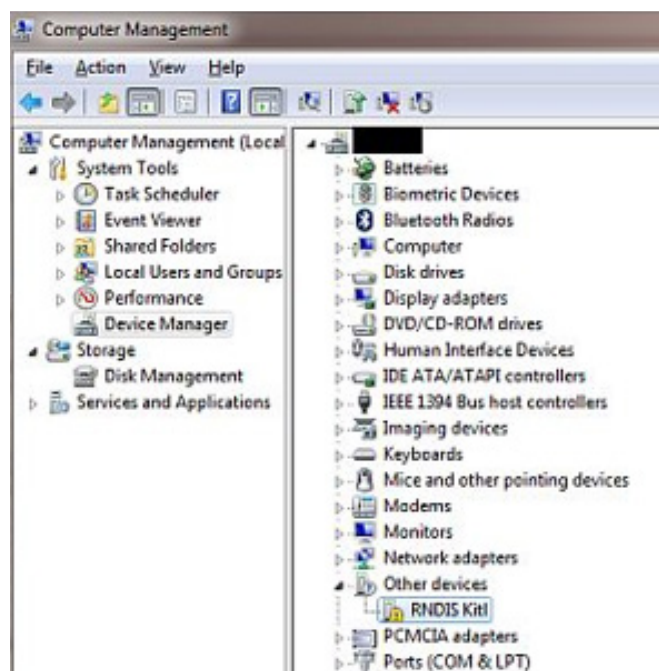 Computer Management
File Action View Help
Computer Management (Local
System Tools
Task Scheduler
Event Viewer
Shared Folders
Local Users and Groups
Performance
Device Manager
Storage
Disk Management
Services and Applications
Batteries
Biometric Devices
Bluetooth Radios
Computer
Disk drives
Display adapters
DVD/CD-ROM drives
Human Interface Devices
IDE ATA/ATAPI controllers
IEEE 1394 Bus host controllers
Imaging devices
Keyboards
Mice and other pointing devices
Modems
Monitors
Network adapters
Other devices
RNDIS Kitl
PCMCIA adapters
Ports (COM & LPT)